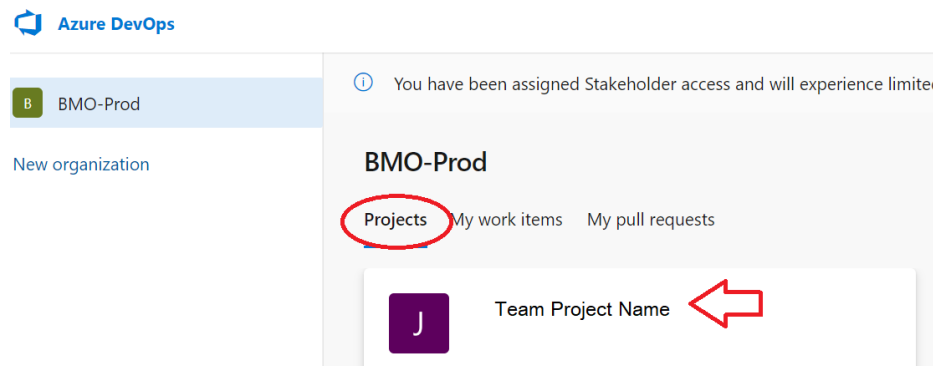 Azure DevOps
B BMO-Prod
New organization
You have been assigned Stakeholder access and will experience limited
BMO-Prod
Projects My work items My pull requests
J Team Project Name